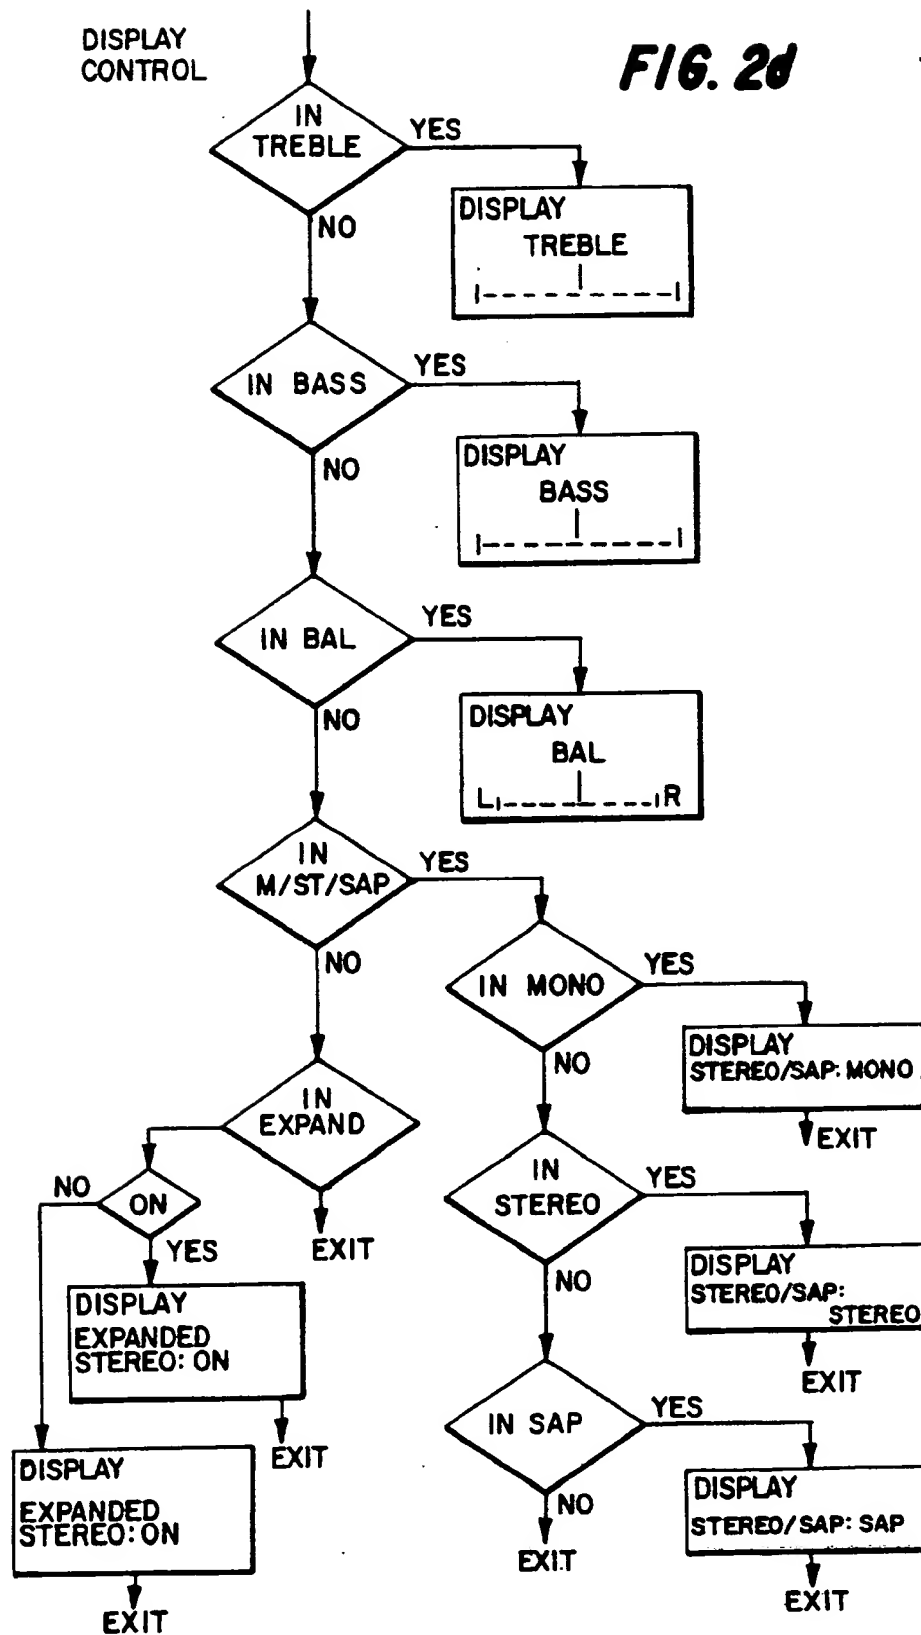 DISPLAY
CONTROL
FIG. 2d
IN
TREBLE
YES
NO
DISPLAY
TREBLE
IN BASS
YES
NO
DISPLAY
BASS
IN BAL
YES
NO
DISPLAY
BAL
L R
IN
M/ST/SAP
YES
NO
IN MONO
YES
NO
DISPLAY
STEREO/SAP: MONO
EXIT
IN
EXPAND
EXIT
NO
ON
YES
DISPLAY
EXPANDED
STEREO: ON
EXIT
DISPLAY
EXPANDED
STEREO: ON
EXIT
IN
STEREO
YES
NO
DISPLAY
STEREO/SAP:
STEREO
EXIT
IN SAP
YES
NO
EXIT
DISPLAY
STEREO/SAP: SAP
EXIT